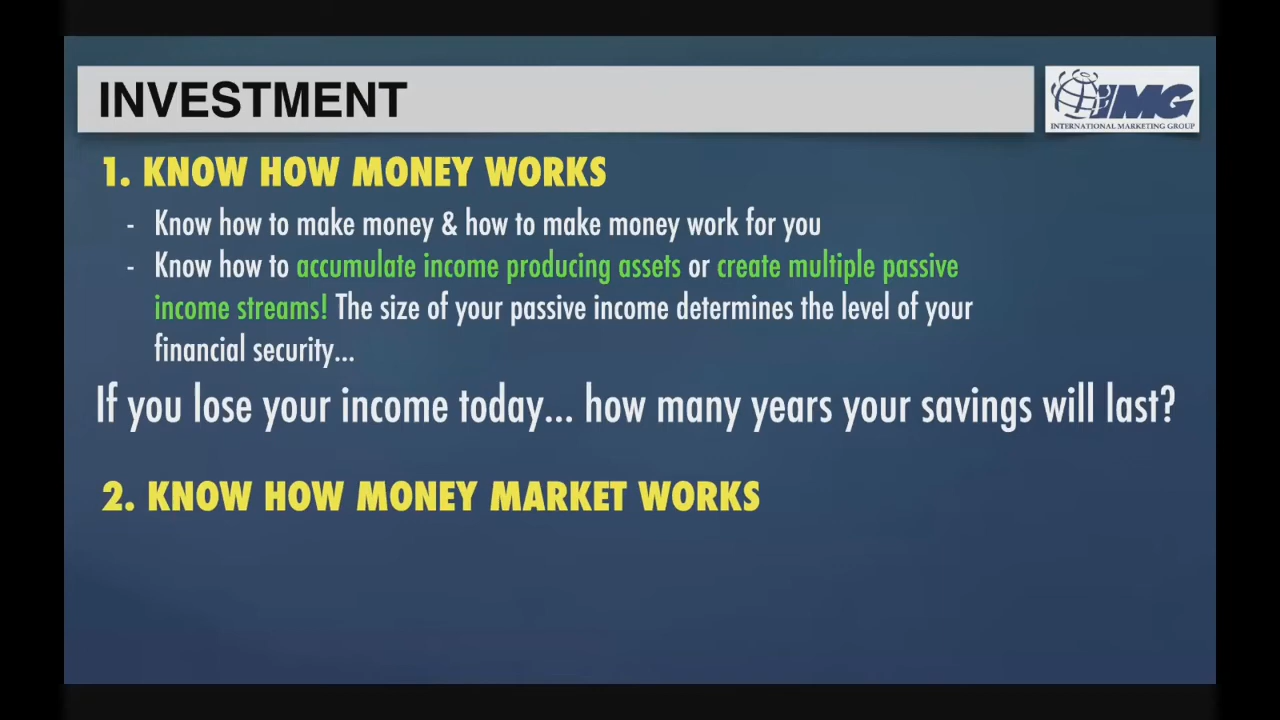 INVESTMENT
IMG
INTERNATIONAL MARKETING GROUP
1. KNOW HOW MONEY WORKS
- Know how to make money & how to make money work for you
- Know how to accumulate income producing assets or create multiple passive
income streams! The size of your passive income determines the level of your
financial security...
If you lose your income today... how many years your savings will last?
2. KNOW HOW MONEY MARKET WORKS